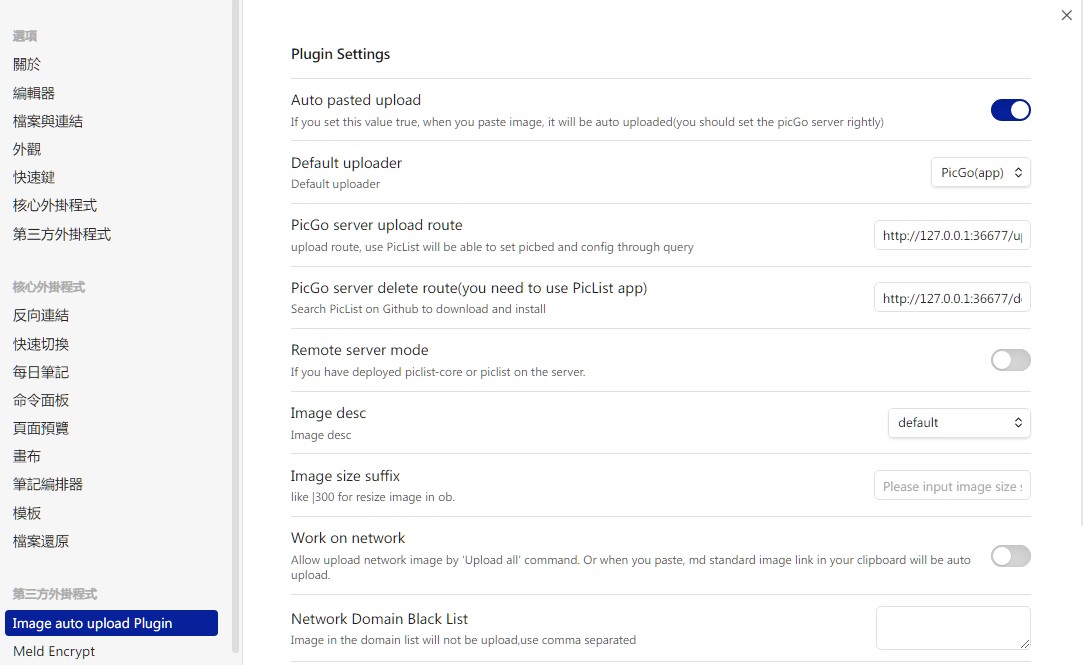 選項
關於
編輯器
檔案與連結
外觀
快速鍵
核心外掛程式
第三方外掛程式
核心外掛程式
反向連結
快速切換
每日筆記
命令面板
頁面預覽
畫布
筆記編排器
模板
檔案還原
第三方外掛程式
Image auto upload Plugin
Meld Encrypt
Plugin Settings
Auto pasted upload
If you set this value true, when you paste image, it will be auto uploaded(you should set the picGo server rightly)
Default uploader
Default uploader
PicGo(app)
PicGo server upload route
upload route, use PicList will be able to set picbed and config through query
http://127.0.0.1:36677/u
PicGo server delete route(you need to use PicList app)
Search PicList on Github to download and install
http://127.0.0.1:36677/d
Remote server mode
If you have deployed piclist-core or piclist on the server.
Image desc
Image desc
default
Image size suffix
like |300 for resize image in ob.
Please input image size
Work on network
Allow upload network image by 'Upload all' command. Or when you paste, md standard image link in your clipboard will be auto
upload.
Network Domain Black List
Image in the domain list will not be upload,use comma separated